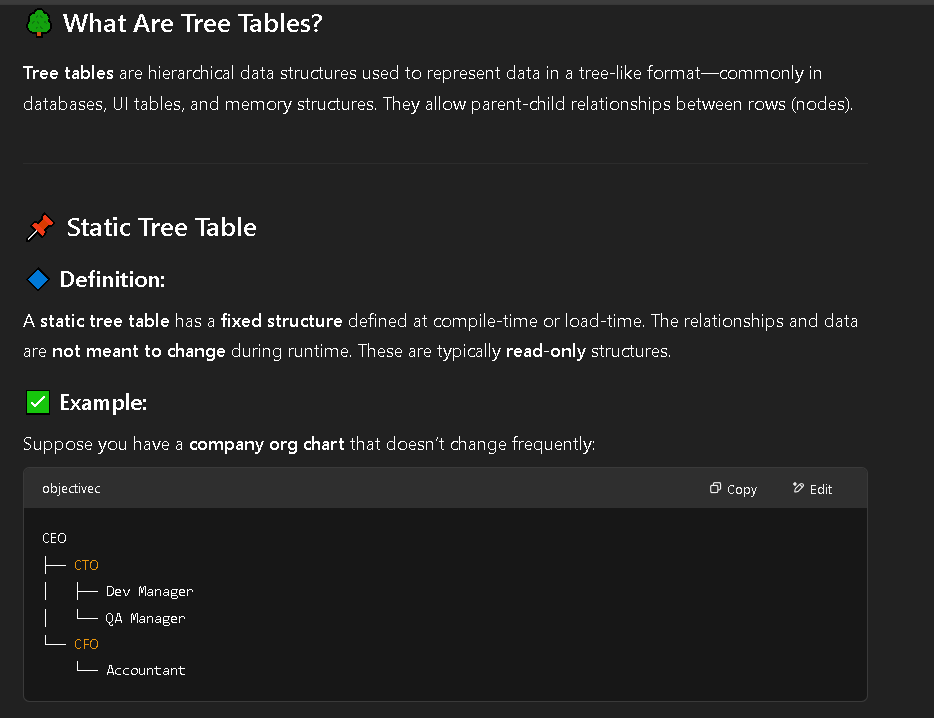 🌳 What Are Tree Tables?
Tree tables are hierarchical data structures used to represent data in a tree-like format—commonly in
databases, UI tables, and memory structures. They allow parent-child relationships between rows (nodes).
📌 Static Tree Table
🔷 Definition:
A static tree table has a fixed structure defined at compile-time or load-time. The relationships and data
are not meant to change during runtime. These are typically read-only structures.
✅ Example:
Suppose you have a company org chart that doesn't change frequently:
objectivec Copy Edit
CEO
├── CTO
│   ├── Dev Manager
│   └── QA Manager
└── CFO
    └── Accountant